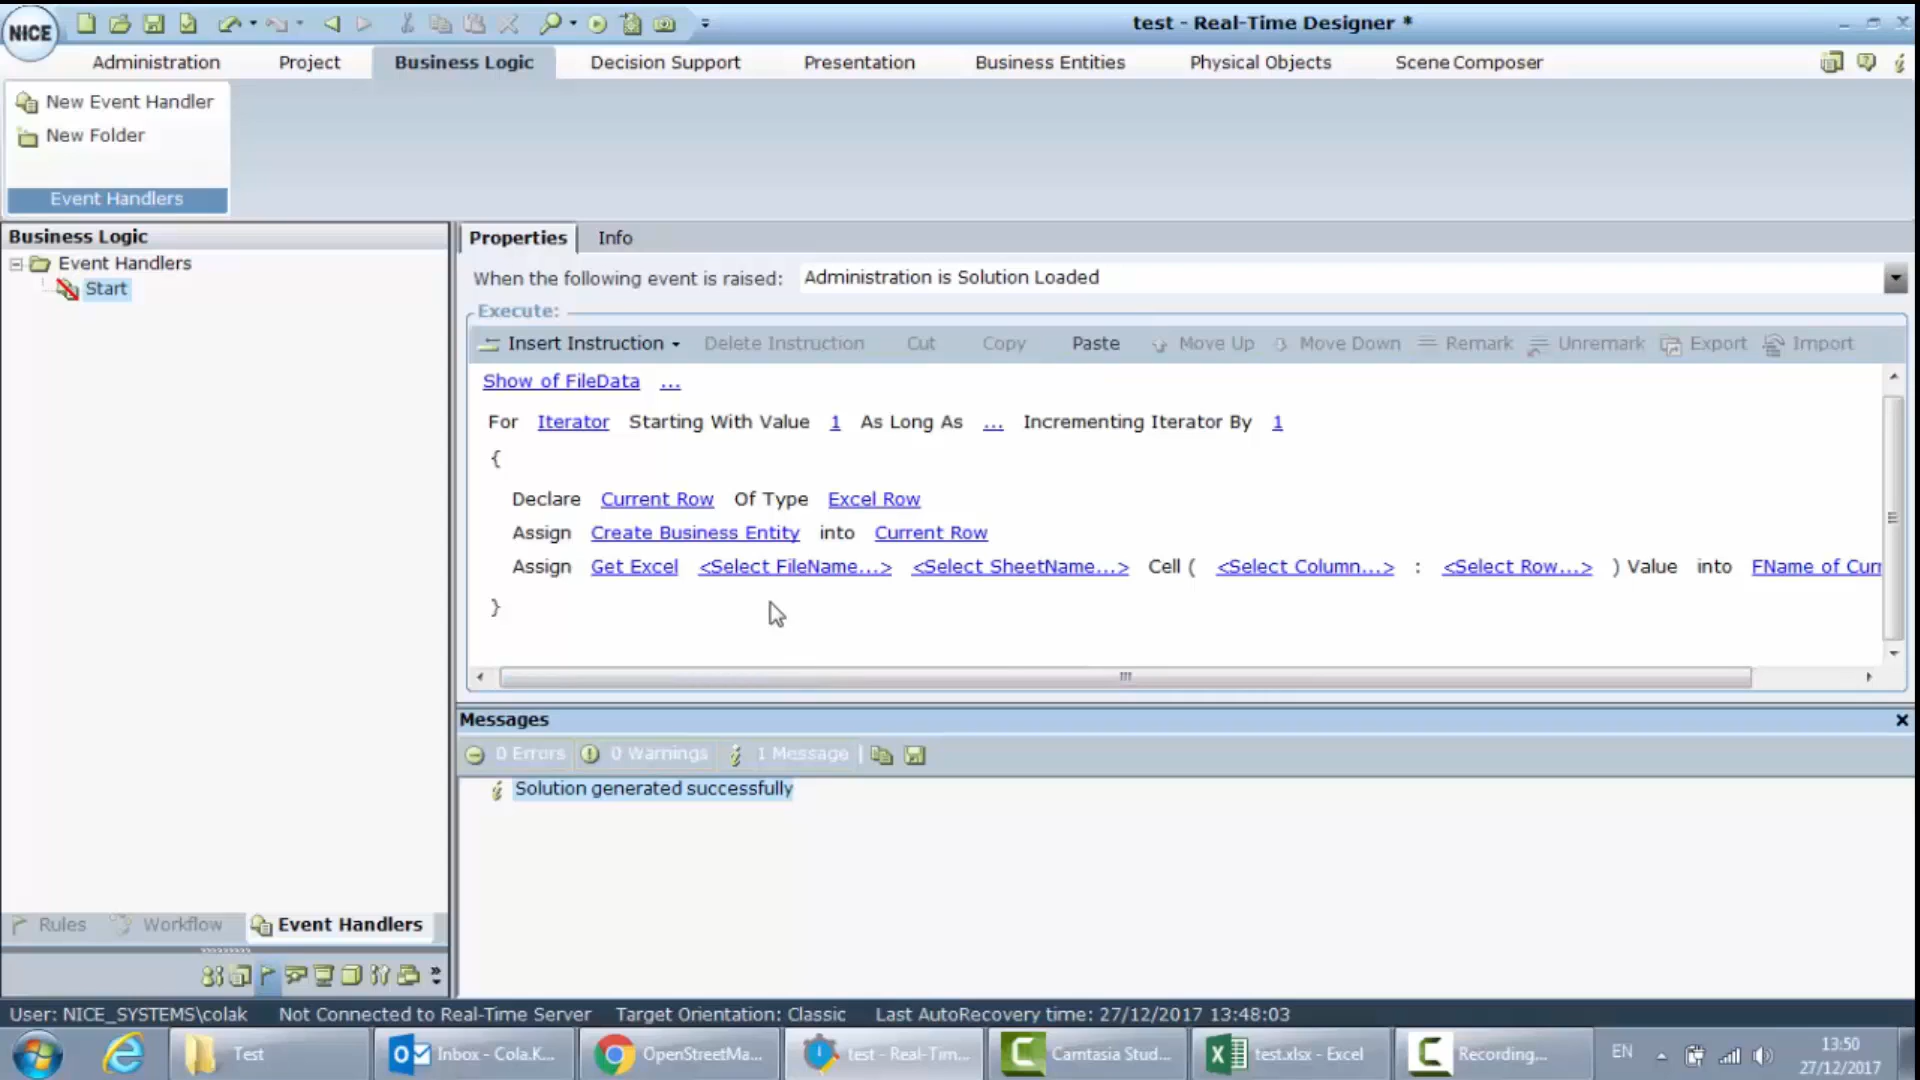 NICE
test - Real-Time Designer *
Administration Project Business Logic Decision Support Presentation Business Entities Physical Objects Scene Composer
New Event Handler
New Folder
Event Handlers
Business Logic
Event Handlers
Start
Properties Info
When the following event is raised: Administration is Solution Loaded
Execute:
Insert Instruction Delete Instruction Cut Copy Paste Move Up Move Down Remark Unremark Export Import
Show of FileData ...
For Iterator Starting With Value 1 As Long As ... Incrementing Iterator By 1
{
Declare Current Row Of Type Excel Row
Assign Create Business Entity into Current Row
Assign Get Excel <Select FileName...> <Select SheetName...> Cell ( <Select Column...> : <Select Row...> ) Value into FName of Curr
}
Messages
0 Errors 0 Warnings 1 Message
Solution generated successfully
Rules Workflow Event Handlers
User: NICE_SYSTEMS\colak Not Connected to Real-Time Server Target Orientation: Classic Last AutoRecovery time: 27/12/2017 13:48:03
Test Inbox - Cola.K... OpenStreetMa... test - Real-Tim... Camtasia Stud... test.xlsx - Excel Recording... EN 13:50
27/12/2017